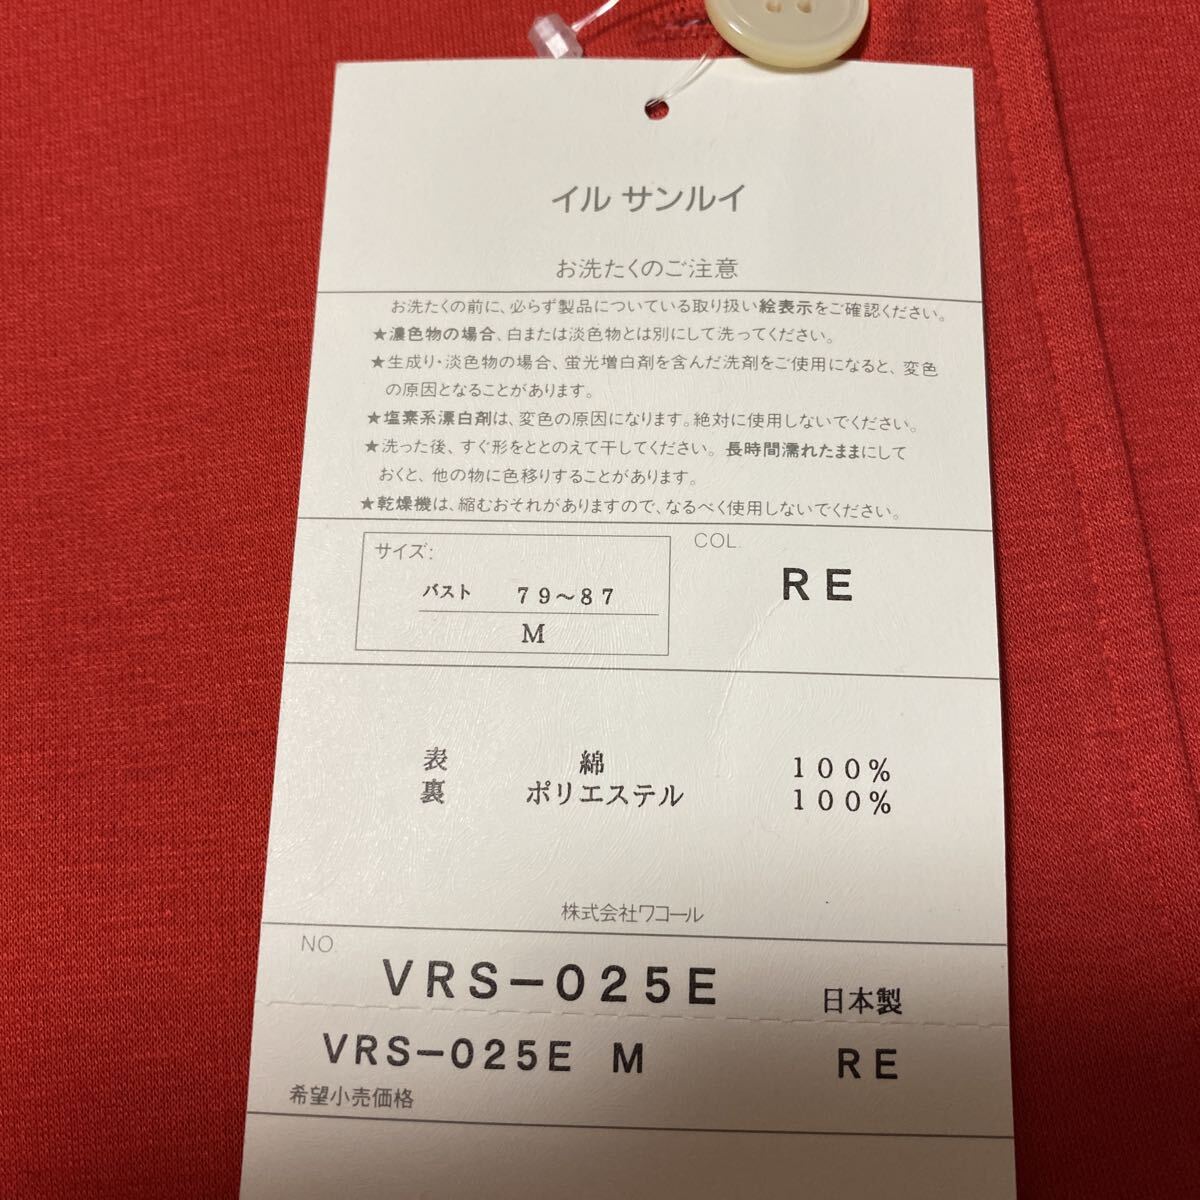 イル サンルイ
お洗たくのご注意
お洗たくの前に、必らず製品についている取り扱い絵表示をご確認ください。
★濃色物の場合、白または淡色物とは別にして洗ってください。
★生成り・淡色物の場合、蛍光増白剤を含んだ洗剤をご使用になると、変色
の原因となることがあります。
★塩素系漂白剤は、変色の原因になります。絶対に使用しないでください。
★洗った後、すぐ形をととのえて干してください。長時間濡れたままにして
おくと、他の物に色移りすることがあります。
★乾燥機は、縮むおそれがありますので、なるべく使用しないでください。
サイズ:
バスト 79〜87
M
COL.
RE
表 綿 100%
裏 ポリエステル 100%
株式会社ワコール
NO.
VRS-025E 日本製
VRS-025E M RE
希望小売価格